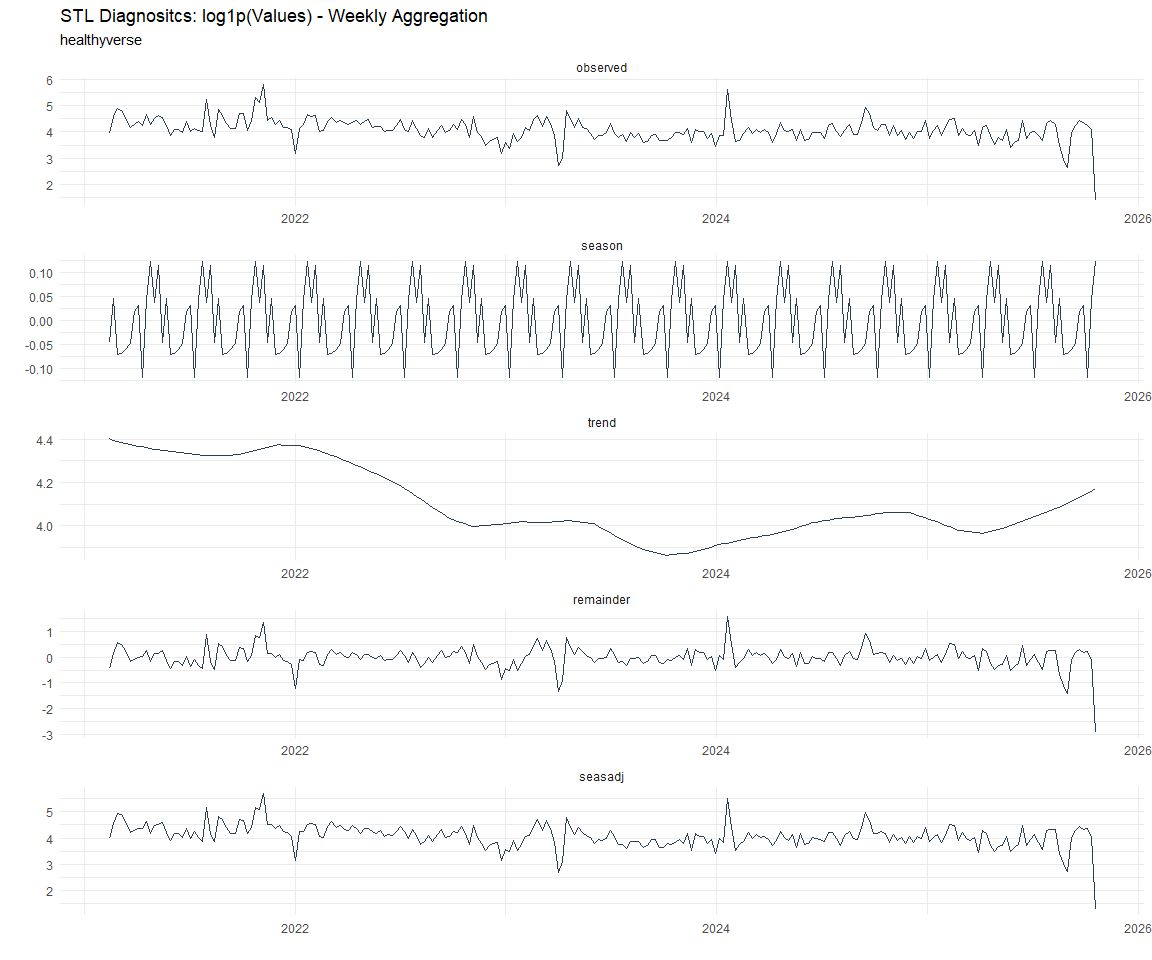 STL Diagnositcs: log1p(Values) - Weekly Aggregation
healthyverse
observed
6
5
4
3
2
2022 2024 2026
season
0.10
0.05
0.00
-0.05
-0.10
2022 2024 2026
trend
4.4
4.2
4.0
2022 2024 2026
remainder
1
0
-1
-2
-3
2022 2024 2026
seasadj
5
4
3
2
2022 2024 2026